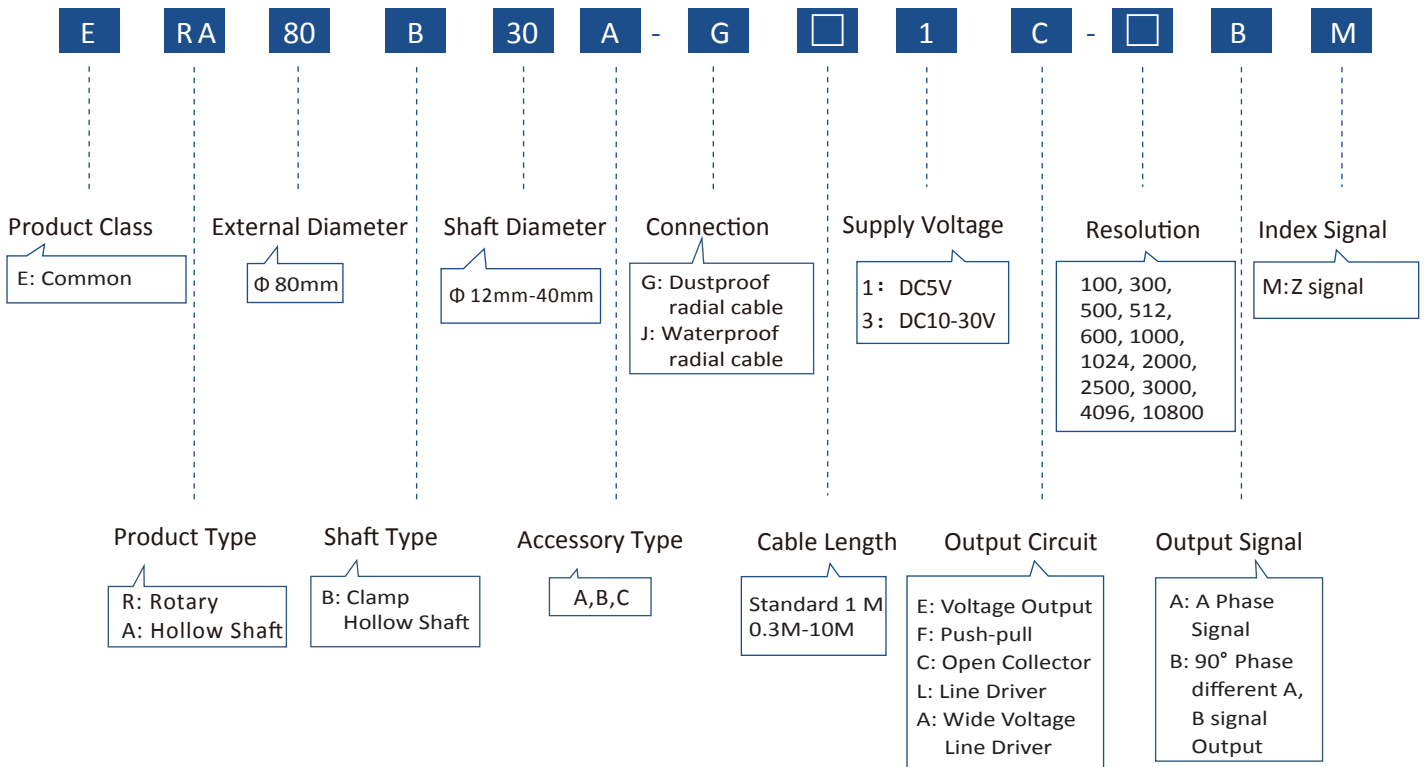 E RA 80 B 30 A - G □ 1 C - □ B M
Product Class
E: Common
External Diameter
Φ 80mm
Shaft Diameter
Φ 12mm-40mm
Connection
G: Dustproof
radial cable
J: Waterproof
radial cable
Supply Voltage
1: DC5V
3: DC10-30V
Resolution
100, 300,
500, 512,
600, 1000,
1024, 2000,
2500, 3000,
4096, 10800
Index Signal
M:Z signal
Product Type
R: Rotary
A: Hollow Shaft
Shaft Type
B: Clamp
Hollow Shaft
Accessory Type
A,B,C
Cable Length
Standard 1 M
0.3M-10M
Output Circuit
E: Voltage Output
F: Push-pull
C: Open Collector
L: Line Driver
A: Wide Voltage
Line Driver
Output Signal
A: A Phase
Signal
B: 90° Phase
different A,
B signal
Output